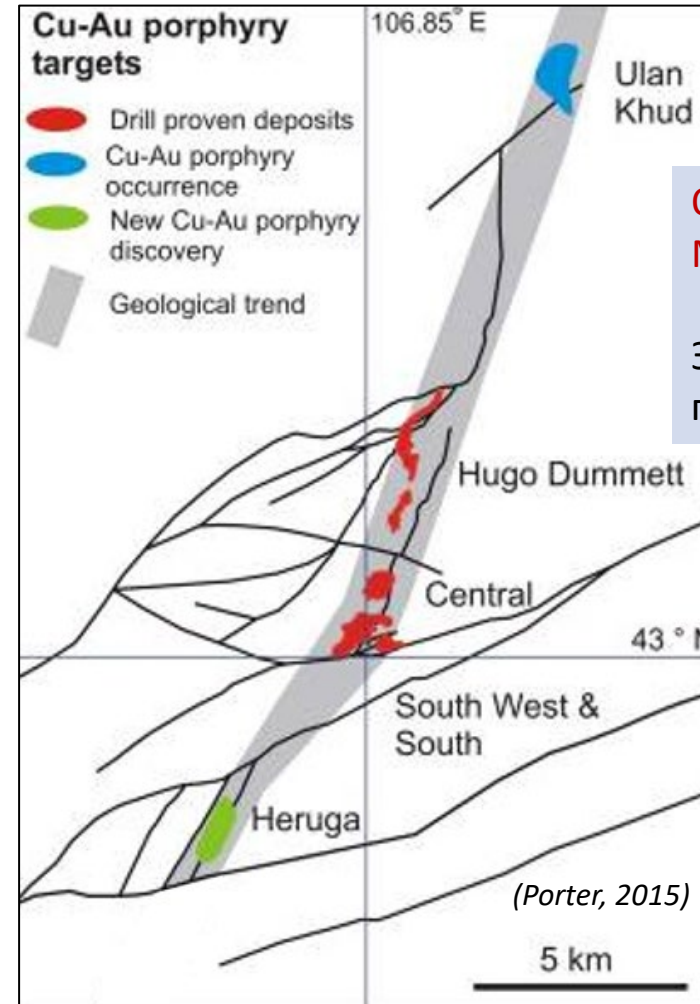 Cu-Au porphyry
targets
Drill proven deposits
Cu-Au porphyry
occurrence
New Cu-Au porphyry
discovery
Geological trend
106.85° E
Ulan
Khud
Hugo Dummett
Central
43 ° N
South West &
South
Heruga
(Porter, 2015)
5 km